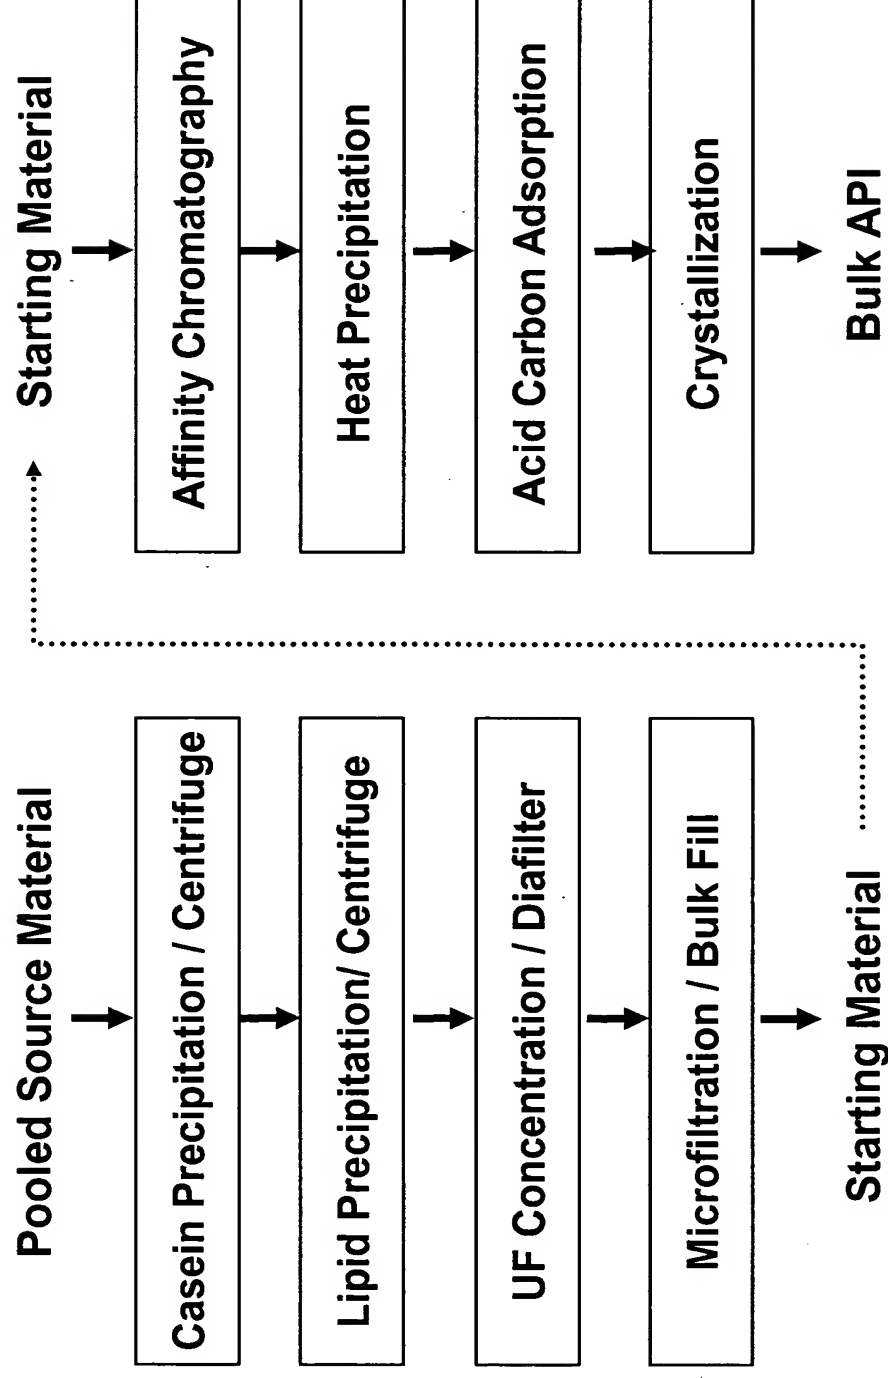 Pooled Source Material
Casein Precipitation / Centrifuge
Lipid Precipitation/ Centrifuge
UF Concentration / Diafilter
Microfiltration / Bulk Fill
Starting Material
Starting Material
Affinity Chromatography
Heat Precipitation
Acid Carbon Adsorption
Crystallization
Bulk API